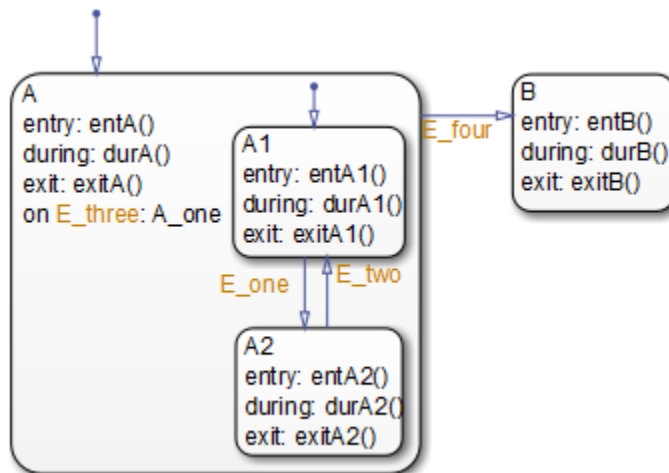 A
entry: entA()
during: durA()
exit: exitA()
on E_three: A_one
A1
entry: entA1()
during: durA1()
exit: exitA1()
E_one
E_two
A2
entry: entA2()
during: durA2()
exit: exitA2()
E_four
B
entry: entB()
during: durB()
exit: exitB()